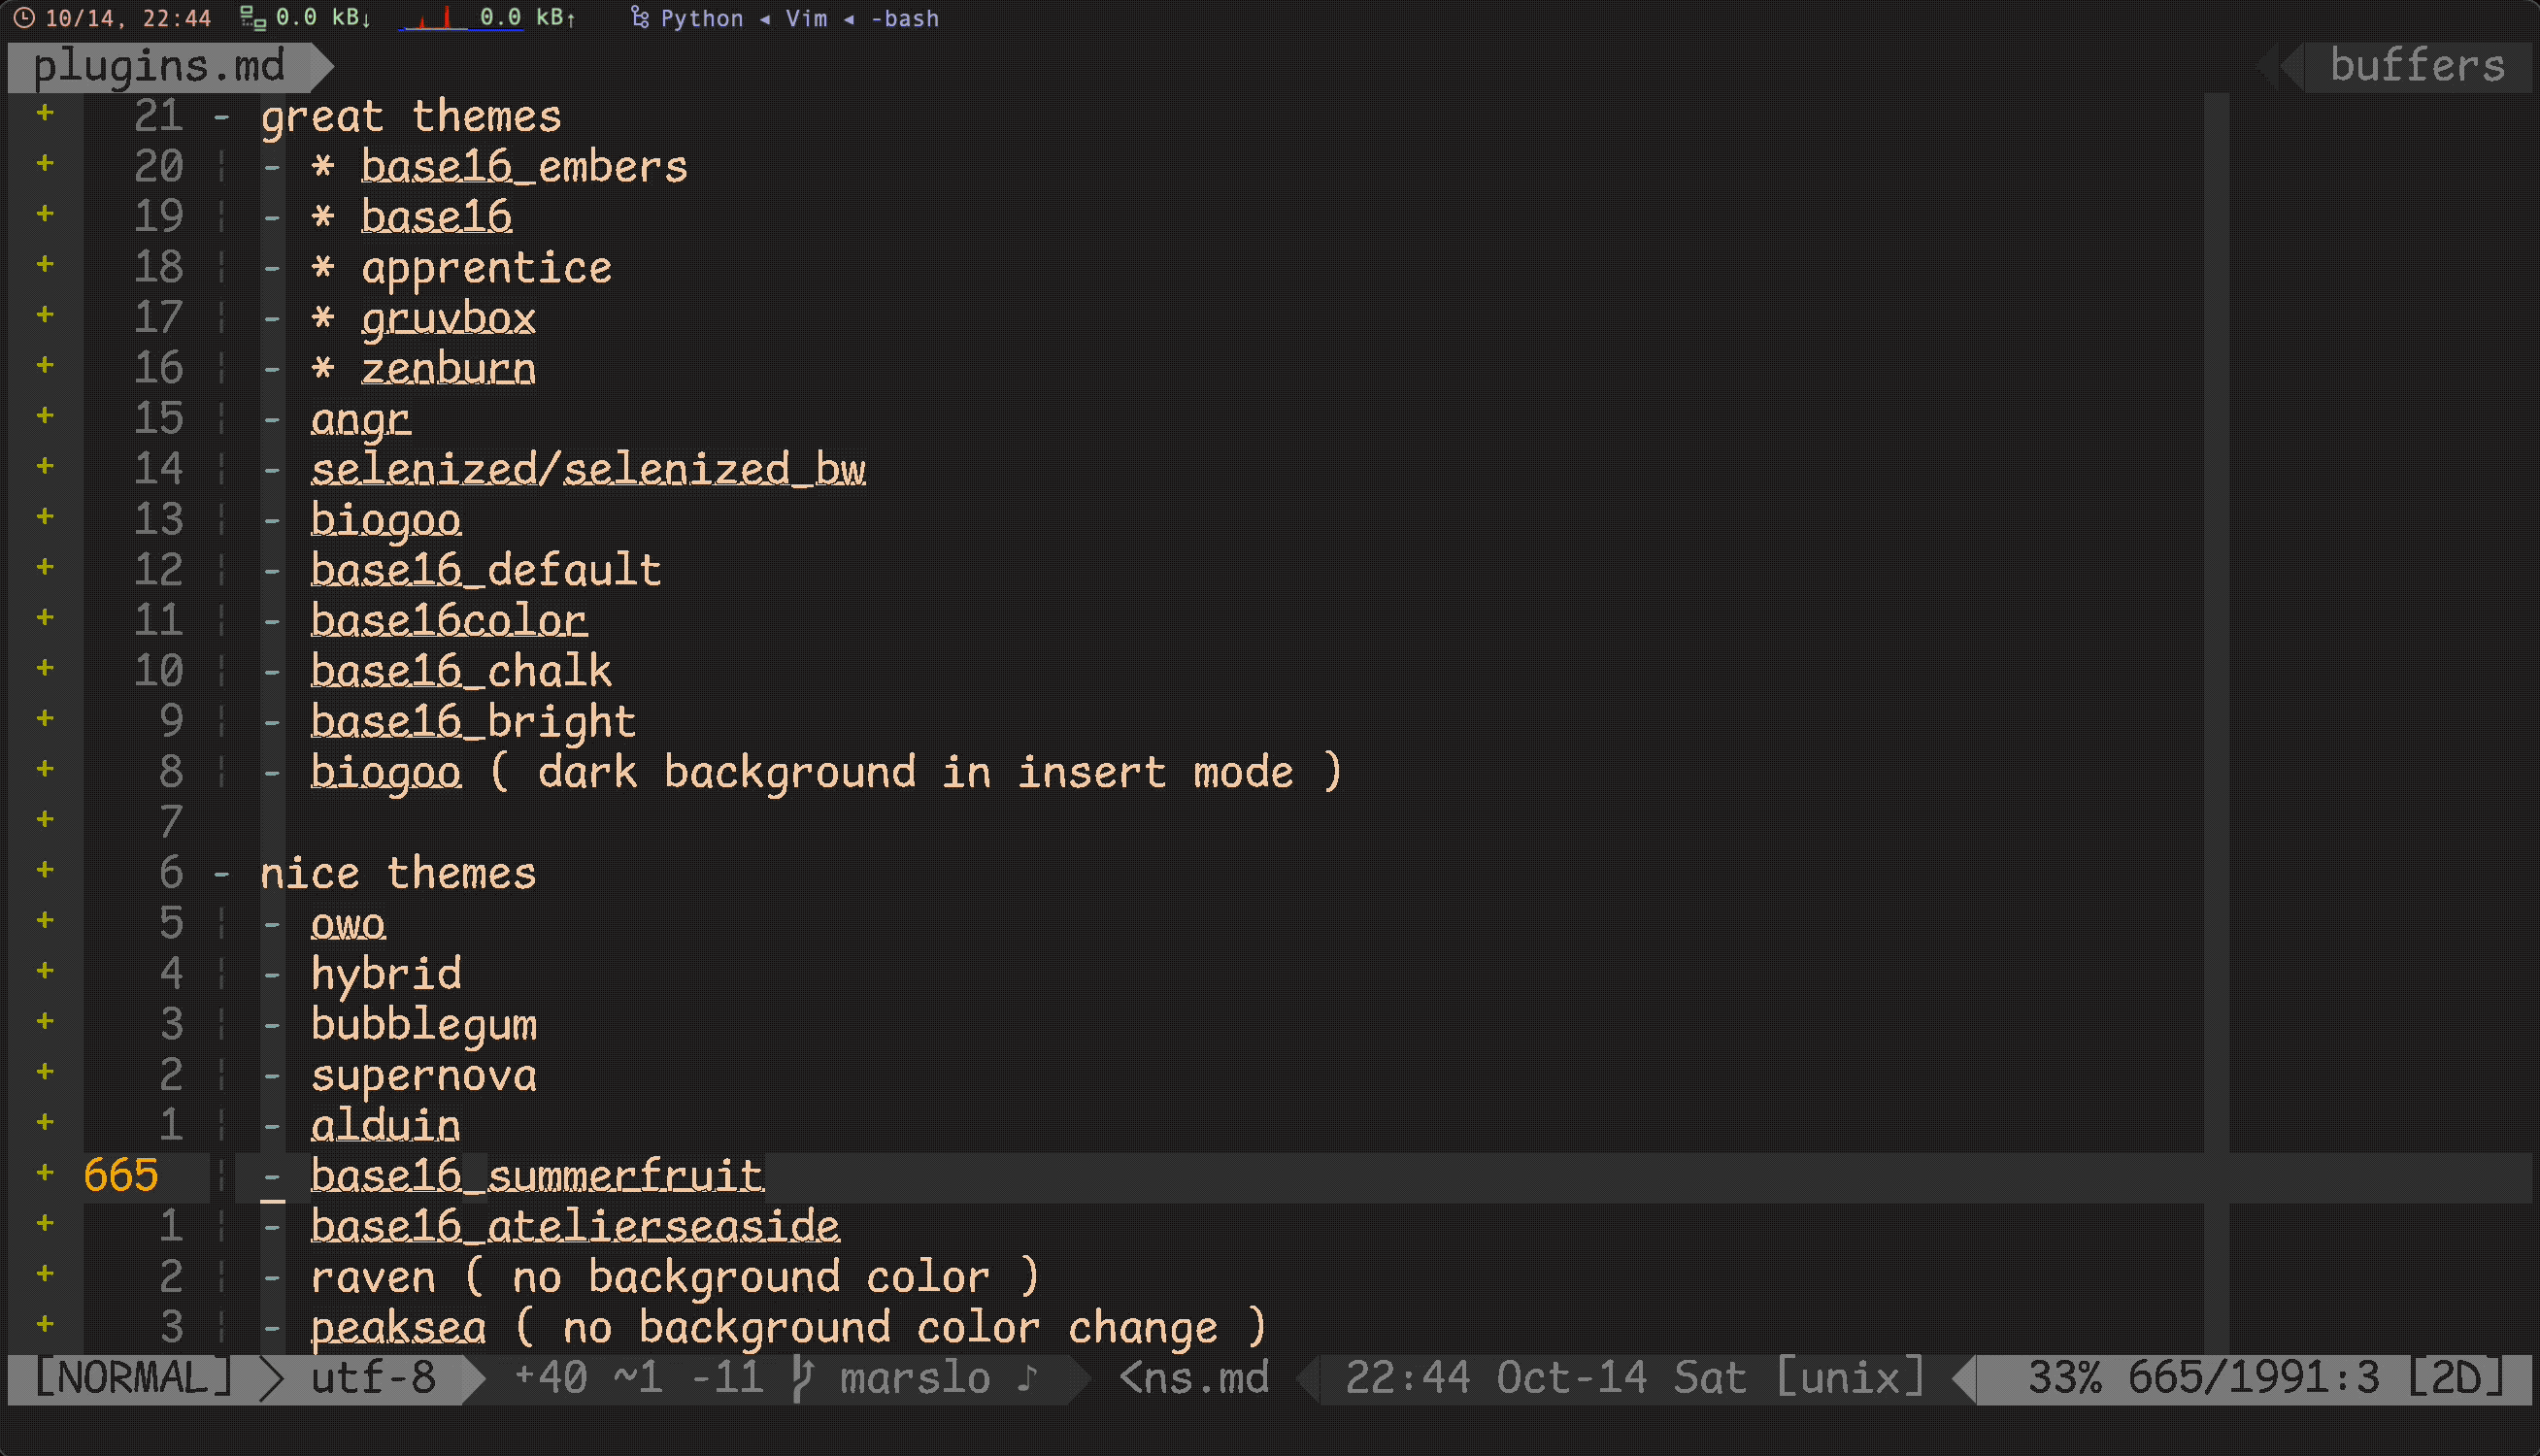 10/14, 22:44 0.0 kB↓ 0.0 kB↑ Python ◂ Vim ◂ -bash
plugins.md buffers
+ 21 - great themes
+ 20 ¦ - * base16_embers
+ 19 ¦ - * base16
+ 18 ¦ - * apprentice
+ 17 ¦ - * gruvbox
+ 16 ¦ - * zenburn
+ 15 ¦ - angr
+ 14 ¦ - selenized/selenized_bw
+ 13 ¦ - biogoo
+ 12 ¦ - base16_default
+ 11 ¦ - base16color
+ 10 ¦ - base16_chalk
+ 9 ¦ - base16_bright
+ 8 ¦ - biogoo ( dark background in insert mode )
+ 7
+ 6 - nice themes
+ 5 ¦ - owo
+ 4 ¦ - hybrid
+ 3 ¦ - bubblegum
+ 2 ¦ - supernova
+ 1 ¦ - alduin
+ 665 ¦ - base16_summerfruit
+ 1 ¦ - base16_atelierseaside
+ 2 ¦ - raven ( no background color )
+ 3 ¦ - peaksea ( no background color change )
[NORMAL] utf-8 +40 ~1 -11 marslo ♪ <ns.md 22:44 Oct-14 Sat [unix] 33% 665/1991:3 [2D]